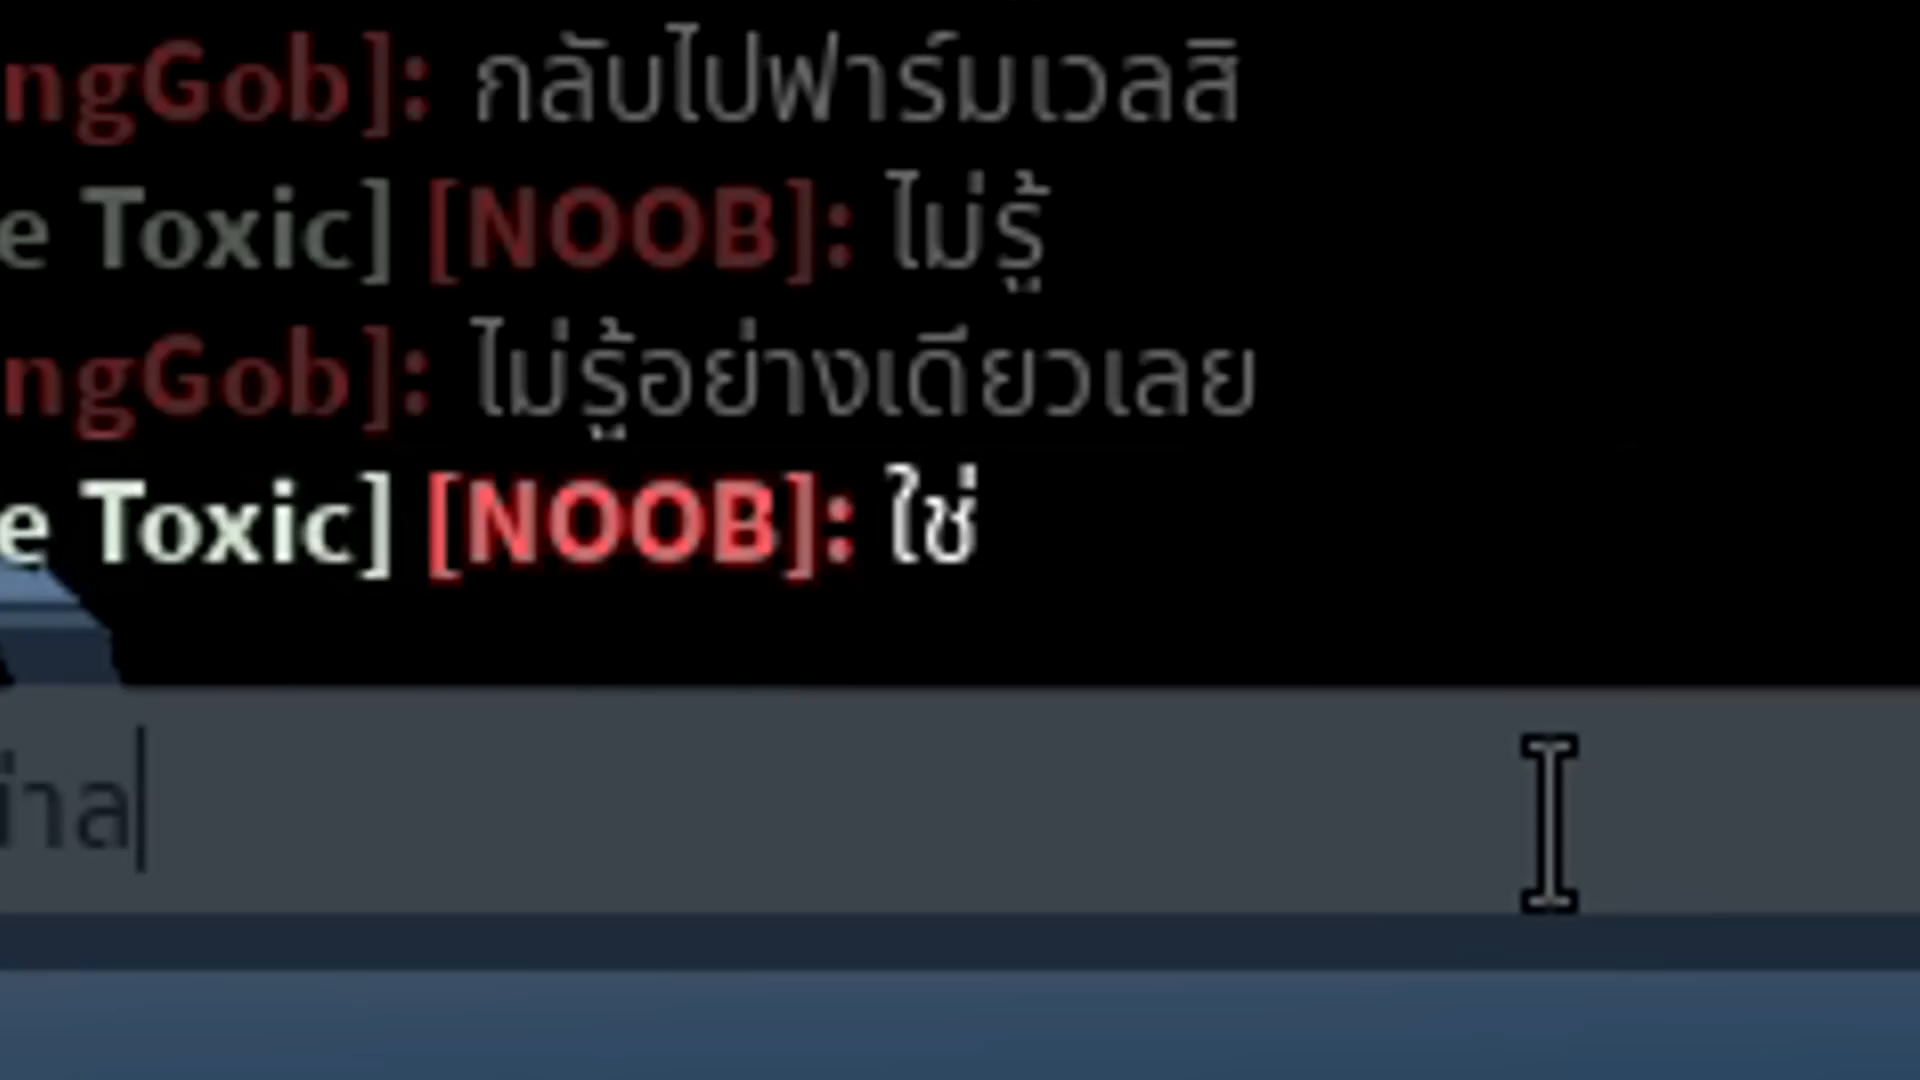 ngGob]: กลับไปฟาร์มเวลสิ
e Toxic] [NOOB]: ไม่รู้
ngGob]: ไม่รู้อย่างเดียวเลย
e Toxic] [NOOB]: ใช่